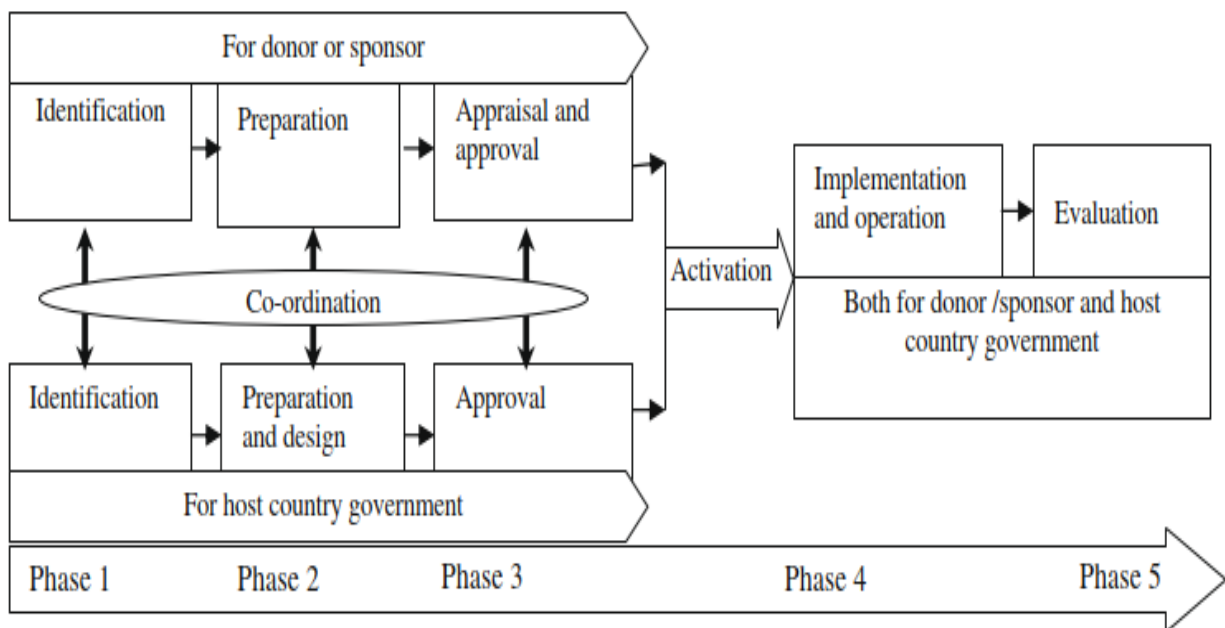 For donor or sponsor
Identification
Preparation
Appraisal and
approval
Co-ordination
Identification
Preparation
and design
Approval
For host country government
Activation
Implementation
and operation
Evaluation
Both for donor /sponsor and host
country government
Phase 1
Phase 2
Phase 3
Phase 4
Phase 5